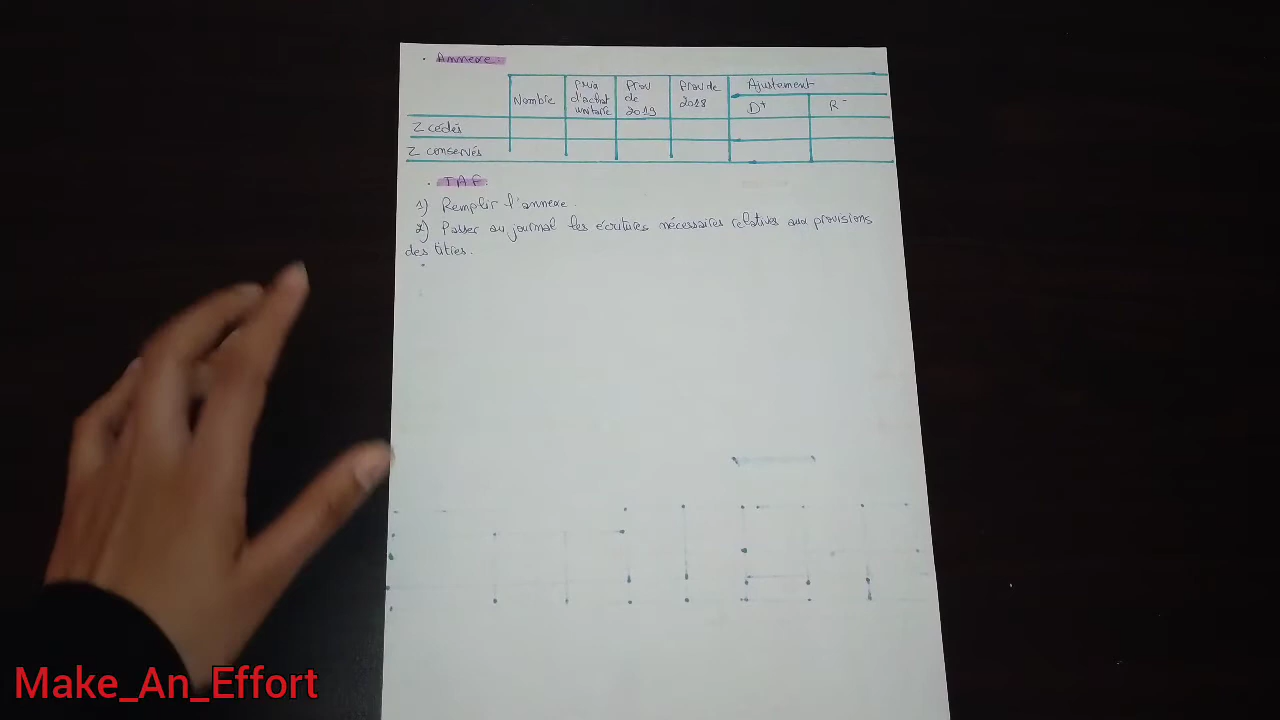 . Annexe.
Nombre
Prix
d'achat
unitaire
Prov
de
2019
Prov de
2018
Ajustement
D+
R-
Z cédés
Z conservés
. TAF.
1) Remplir l'annexe.
2) Passer au journal les écritures nécessaires relatives aux provisions
des titres.
Make_An_Effort